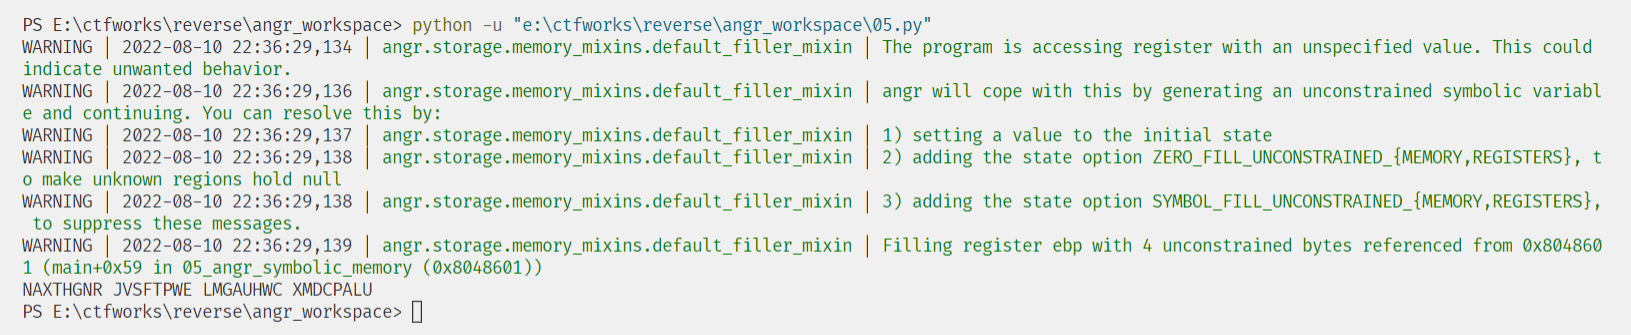 PS E:\ctfworks\reverse\angr_workspace> python -u "e:\ctfworks\reverse\angr_workspace\05.py"
WARNING | 2022-08-10 22:36:29,134 | angr.storage.memory_mixins.default_filler_mixin | The program is accessing register with an unspecified value. This could
indicate unwanted behavior.
WARNING | 2022-08-10 22:36:29,136 | angr.storage.memory_mixins.default_filler_mixin | angr will cope with this by generating an unconstrained symbolic variabl
e and continuing. You can resolve this by:
WARNING | 2022-08-10 22:36:29,137 | angr.storage.memory_mixins.default_filler_mixin | 1) setting a value to the initial state
WARNING | 2022-08-10 22:36:29,138 | angr.storage.memory_mixins.default_filler_mixin | 2) adding the state option ZERO_FILL_UNCONSTRAINED_{MEMORY,REGISTERS}, t
o make unknown regions hold null
WARNING | 2022-08-10 22:36:29,138 | angr.storage.memory_mixins.default_filler_mixin | 3) adding the state option SYMBOL_FILL_UNCONSTRAINED_{MEMORY,REGISTERS},
 to suppress these messages.
WARNING | 2022-08-10 22:36:29,139 | angr.storage.memory_mixins.default_filler_mixin | Filling register ebp with 4 unconstrained bytes referenced from 0x804860
1 (main+0x59 in 05_angr_symbolic_memory (0x8048601))
NAXTHGNR JVSFTPWE LMGAUHWC XMDCPALU
PS E:\ctfworks\reverse\angr_workspace>